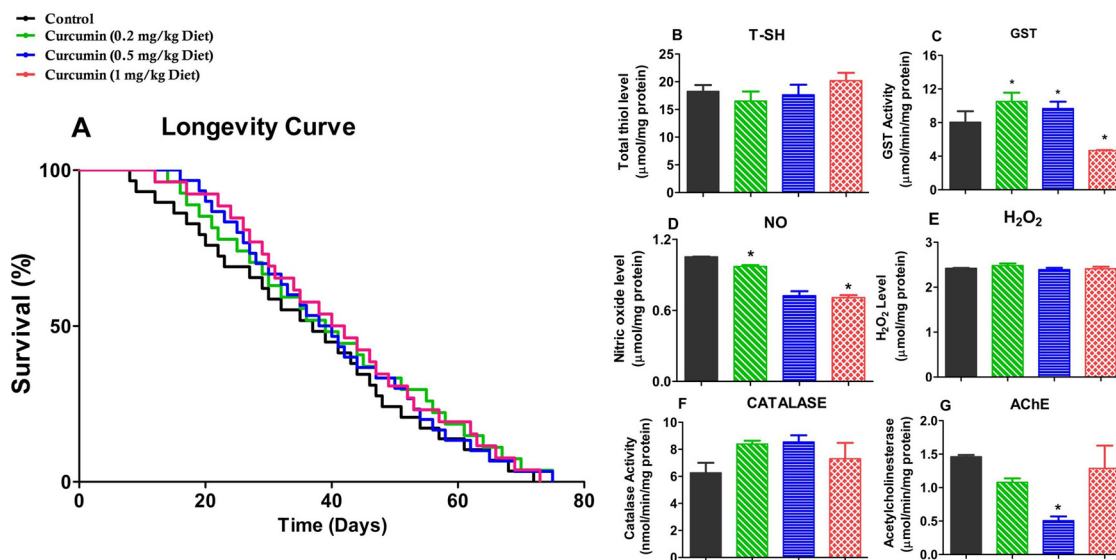 Control
Curcumin (0.2 mg/kg Diet)
Curcumin (0.5 mg/kg Diet)
Curcumin (1 mg/kg Diet)
A Longevity Curve
Survival (%)
100
50
0
0 20 40 60 80
Time (Days)
B T-SH
Total thiol level
(μmol/mg protein)
25
20
15
10
5
0
C GST
GST Activity
(μmol/min/mg protein)
16
12
8
4
0
* * *
D NO
Nitric oxide level
(μmol/mg protein)
1.2
0.6
0.0
* *
E H₂O₂
H₂O₂ Level
(μmol/mg protein)
3
2
1
0
F CATALASE
Catalase Activity
(nmol/min/mg protein)
10
8
6
4
2
0
G AChE
Acetylcholinesterase
(μmol/min/mg protein)
2.0
1.5
1.0
0.5
0.0
*